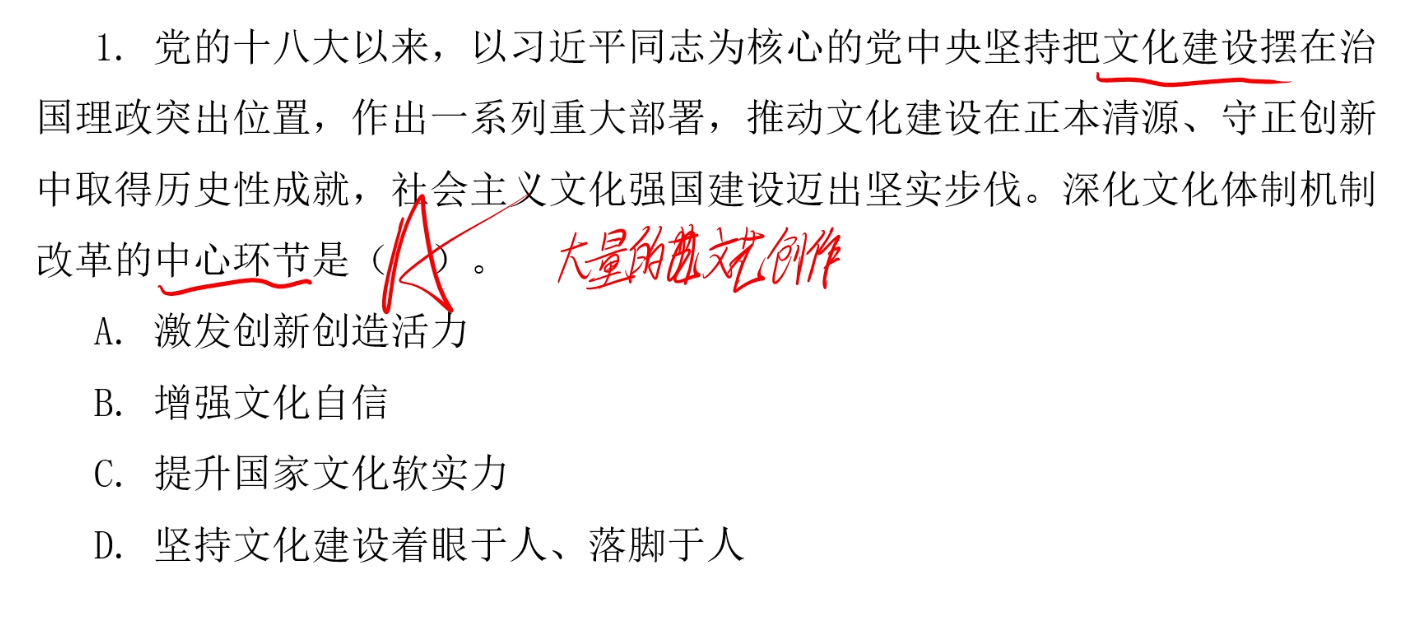 1. 党的十八大以来，以习近平同志为核心的党中央坚持把文化建设摆在治
国理政突出位置，作出一系列重大部署，推动文化建设在正本清源、守正创新
中取得历史性成就，社会主义文化强国建设迈出坚实步伐。深化文化体制机制
改革的中心环节是（A）。 大量的文艺创作
A. 激发创新创造活力
B. 增强文化自信
C. 提升国家文化软实力
D. 坚持文化建设着眼于人、落脚于人